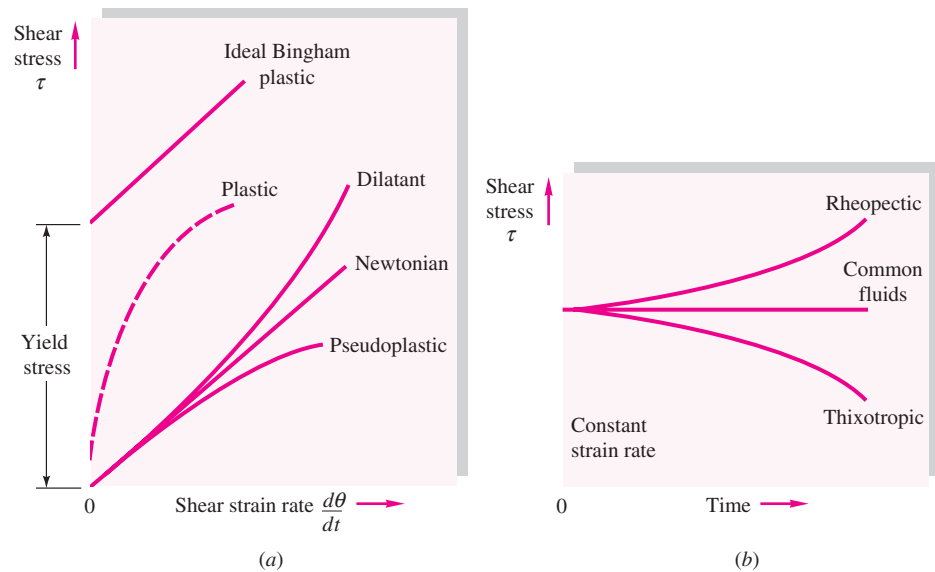 Shear
stress
τ
Ideal Bingham
plastic
Plastic
Dilatant
Newtonian
Pseudoplastic
Yield
stress
0
Shear strain rate dθ/dt
(a)
Shear
stress
τ
Rheopectic
Common
fluids
Thixotropic
Constant
strain rate
0
Time
(b)